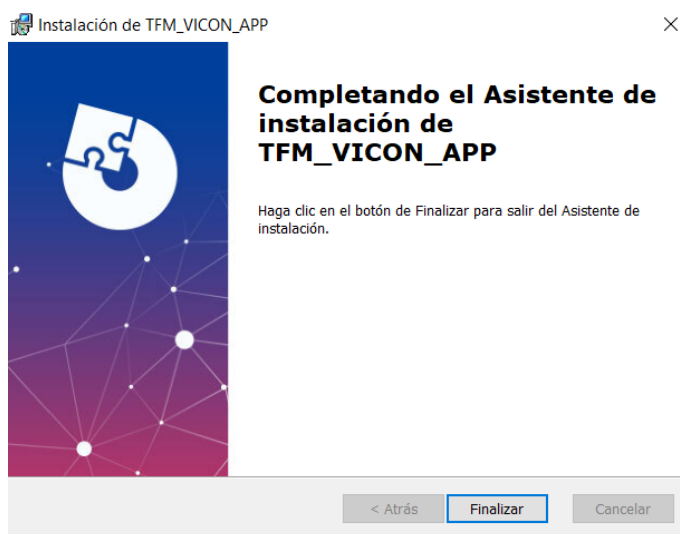 Instalación de TFM_VICON_APP
Completando el Asistente de
instalación de
TFM_VICON_APP
Haga clic en el botón de Finalizar para salir del Asistente de
instalación.
< Atrás
Finalizar
Cancelar